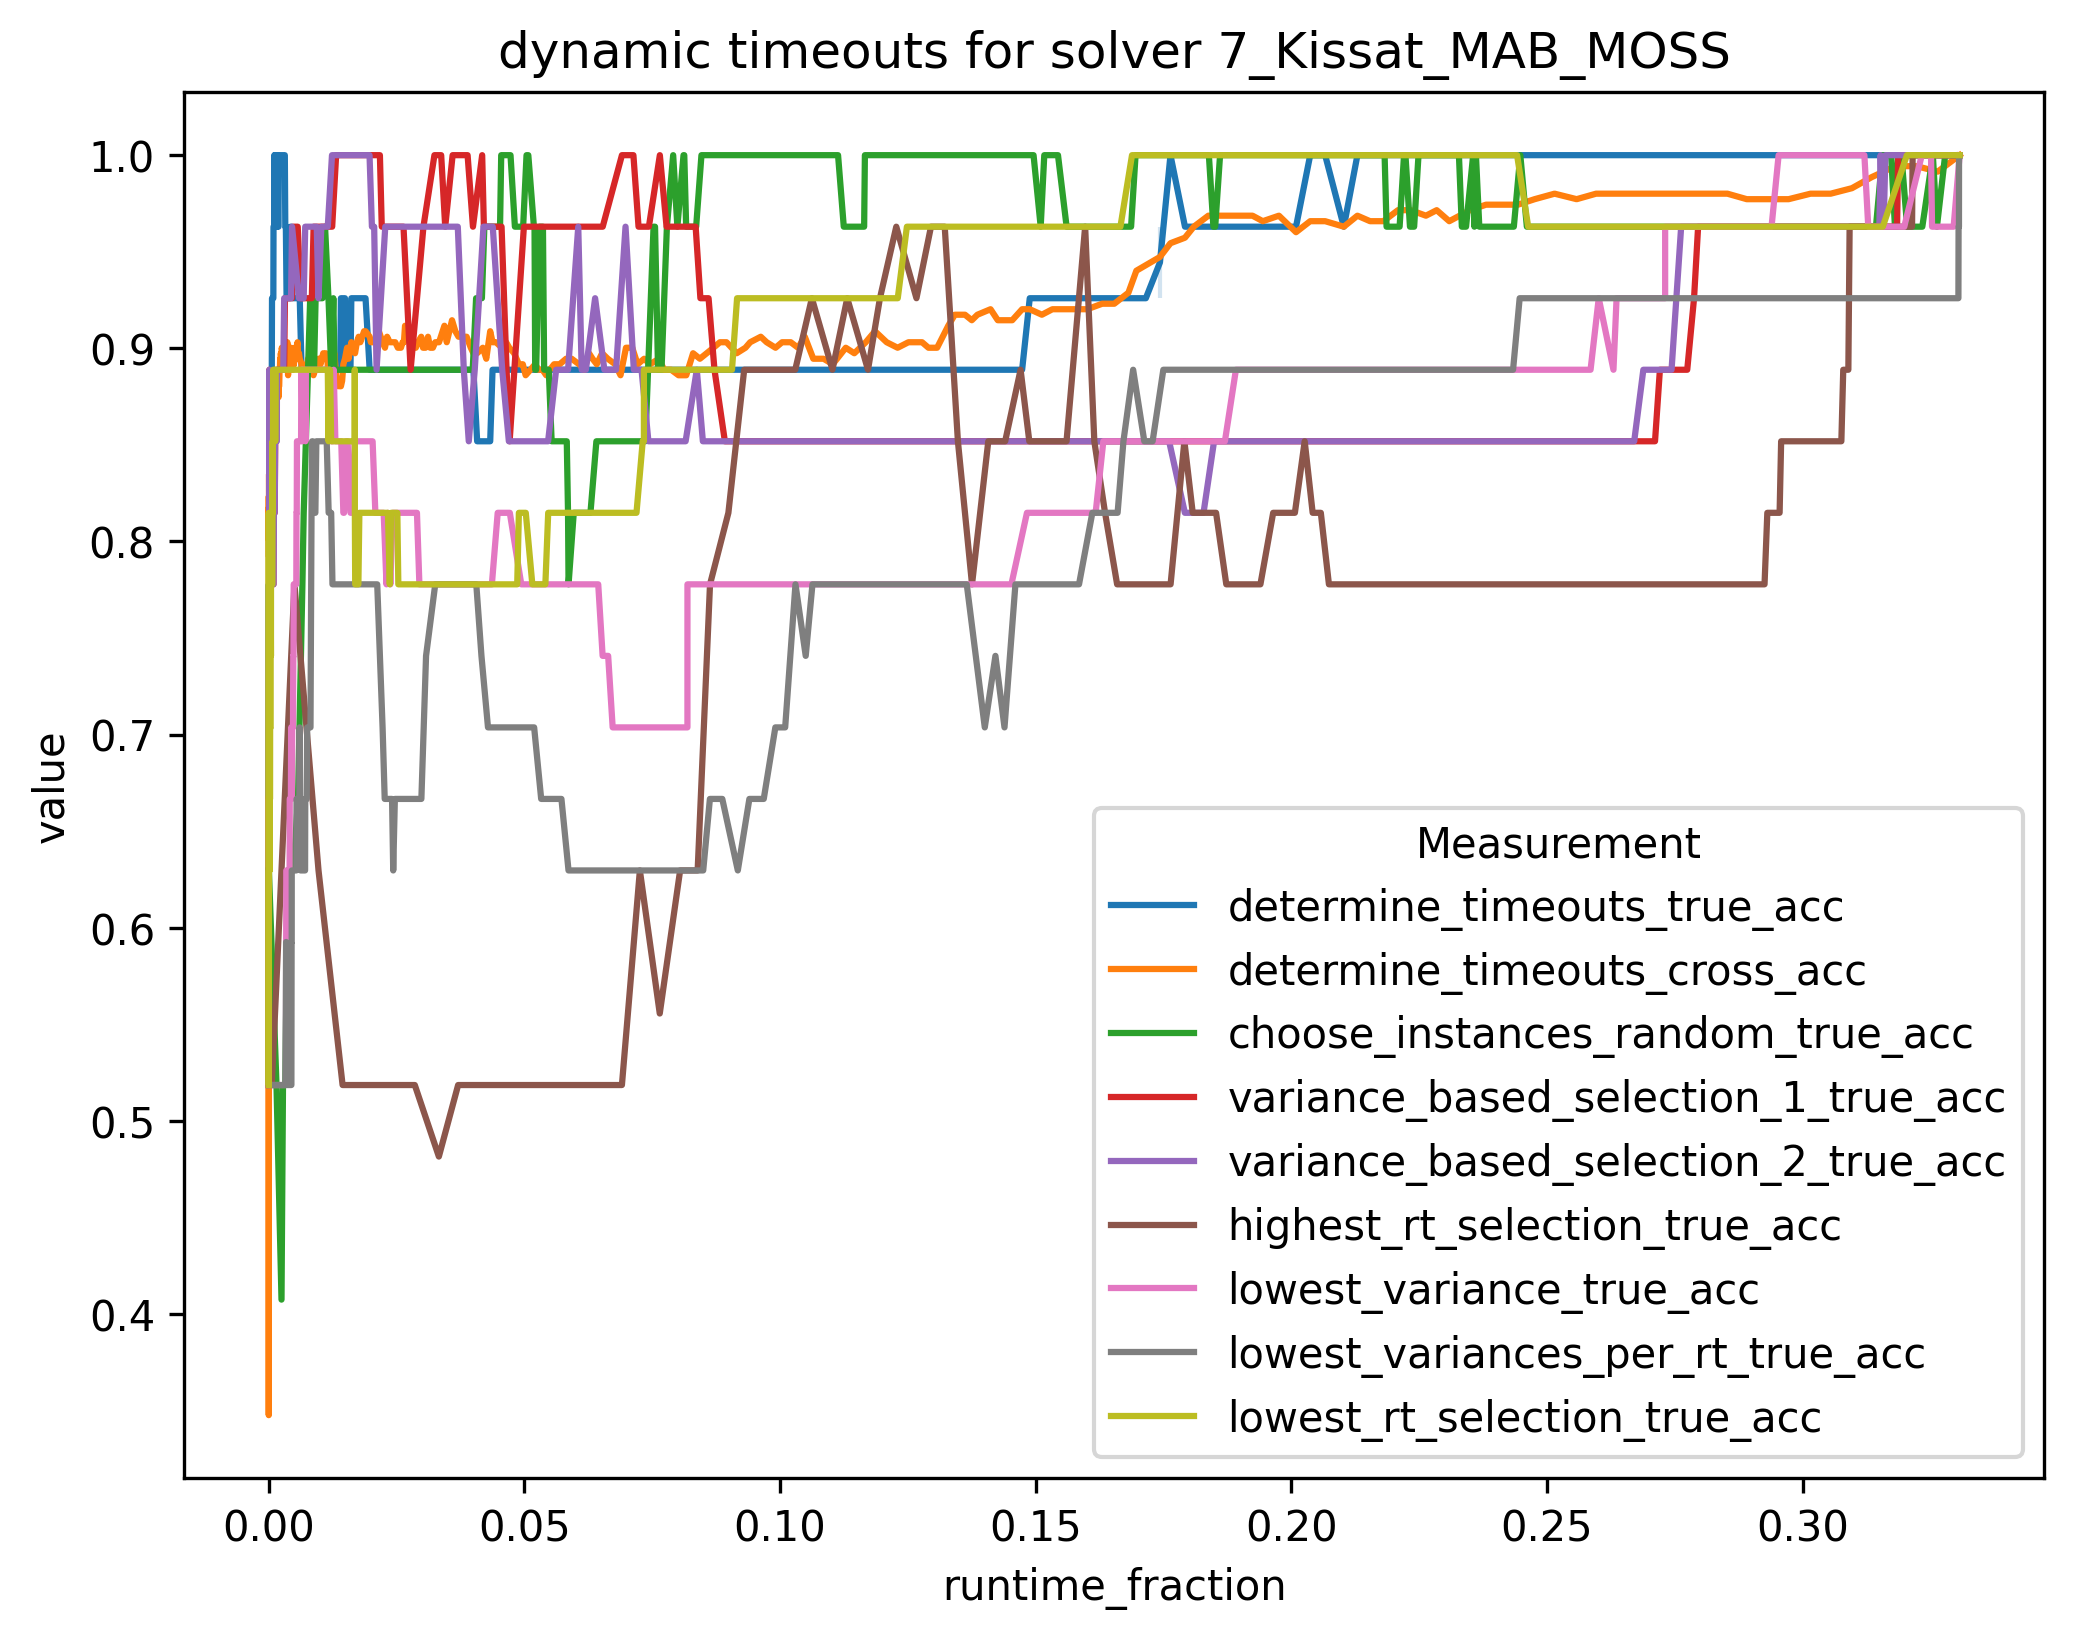 dynamic timeouts for solver 7_Kissat_MAB_MOSS
value
1.0
0.9
0.8
0.7
0.6
0.5
0.4
Measurement
determine_timeouts_true_acc
determine_timeouts_cross_acc
choose_instances_random_true_acc
variance_based_selection_1_true_acc
variance_based_selection_2_true_acc
highest_rt_selection_true_acc
lowest_variance_true_acc
lowest_variances_per_rt_true_acc
lowest_rt_selection_true_acc
0.00 0.05 0.10 0.15 0.20 0.25 0.30
runtime_fraction